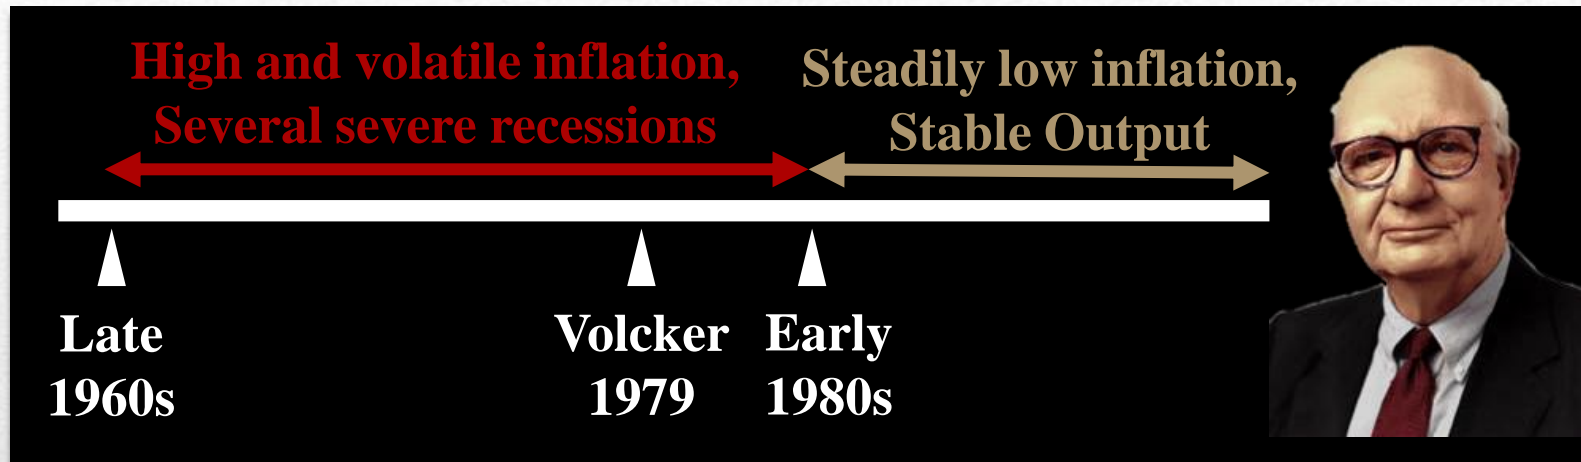 High and volatile inflation,
Several severe recessions
Steadily low inflation,
Stable Output
Late
1960s
Volcker
1979
Early
1980s